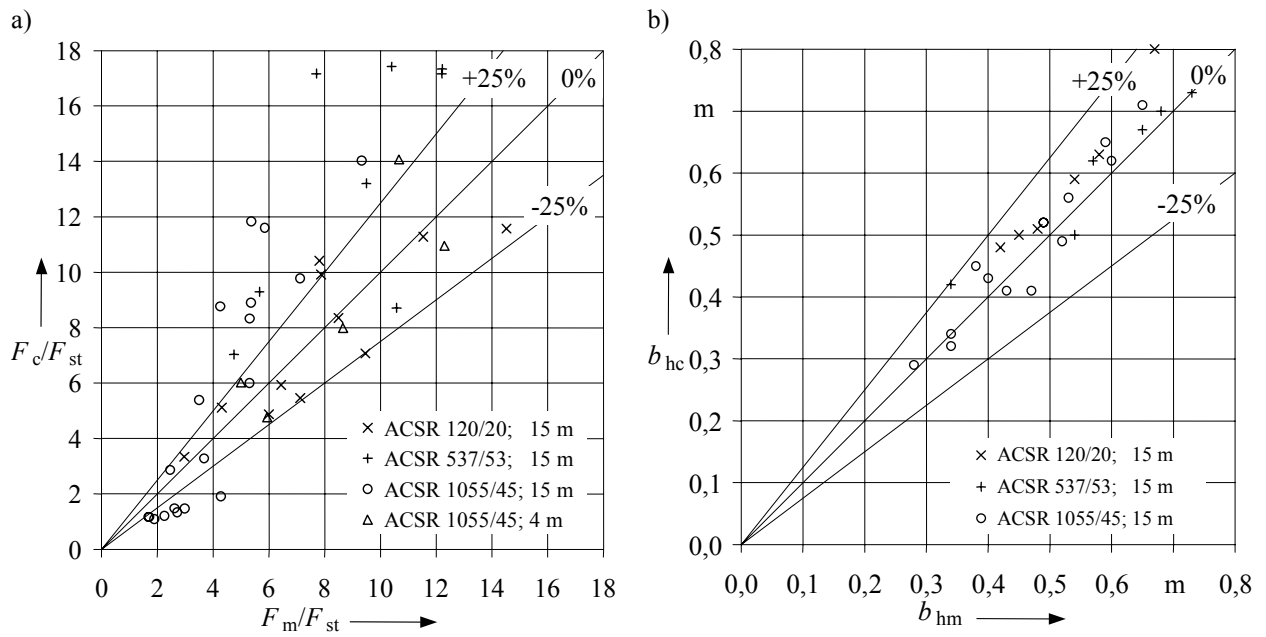 a)
18
16
14
12
10
8
6
4
2
0
F c/F st
+25%
0%
-25%
× ACSR 120/20; 15 m
+ ACSR 537/53; 15 m
○ ACSR 1055/45; 15 m
△ ACSR 1055/45; 4 m
0 2 4 6 8 10 12 14 16 18
F m/F st
b)
0,8
m
0,6
0,5
0,4
b hc 0,3
0,2
0,1
0,0
+25%
0%
-25%
× ACSR 120/20; 15 m
+ ACSR 537/53; 15 m
○ ACSR 1055/45; 15 m
0,0 0,2 0,3 0,4 0,5 0,6 m 0,8
b hm